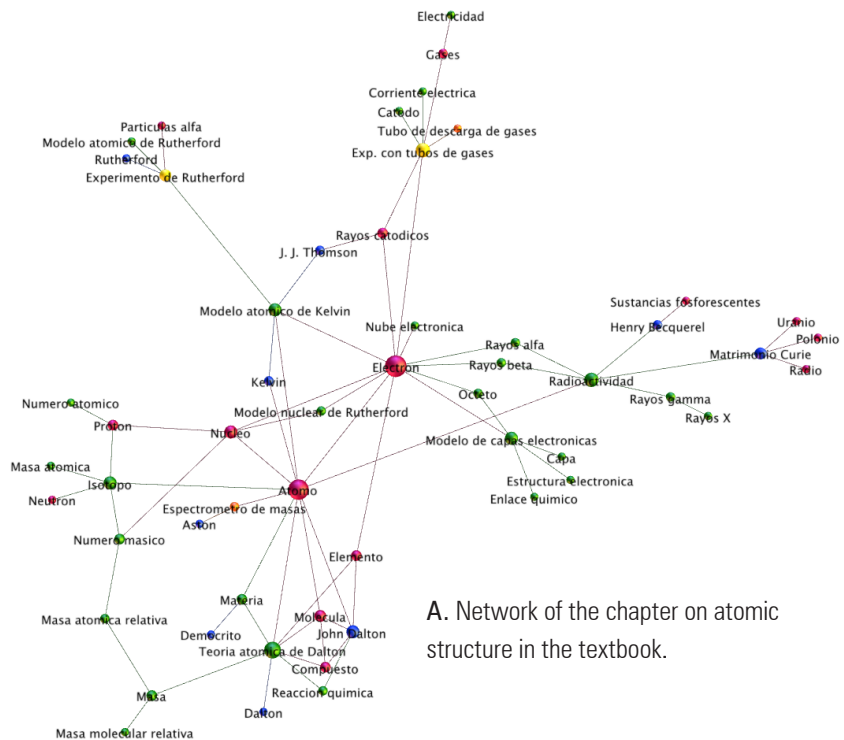 Electricidad
Gases
Corriente electrica
Catodo
Tubo de descarga de gases
Exp. con tubos de gases
Particulas alfa
Modelo atomico de Rutherford
Rutherford
Experimento de Rutherford
Rayos catodicos
J. J. Thomson
Modelo atomico de Kelvin
Nube electronica
Sustancias fosforescentes
Henry Becquerel
Uranio
Polonio
Matrimonio Curie
Radio
Rayos alfa
Rayos beta
Electron
Radioactividad
Kelvin
Octeto
Rayos gamma
Rayos X
Numero atomico
Modelo nuclear de Rutherford
Proton
Nucleo
Modelo de capas electronicas
Capa
Masa atomica
Isotopo
Estructura electronica
Neutron
Atomo
Enlace quimico
Espectrometro de masas
Aston
Numero masico
Elemento
Materia
Masa atomica relativa
Molecula
Democrito
John Dalton
Teoria atomica de Dalton
Compuesto
Reaccion quimica
Masa
Dalton
Masa molecular relativa
A. Network of the chapter on atomic
structure in the textbook.